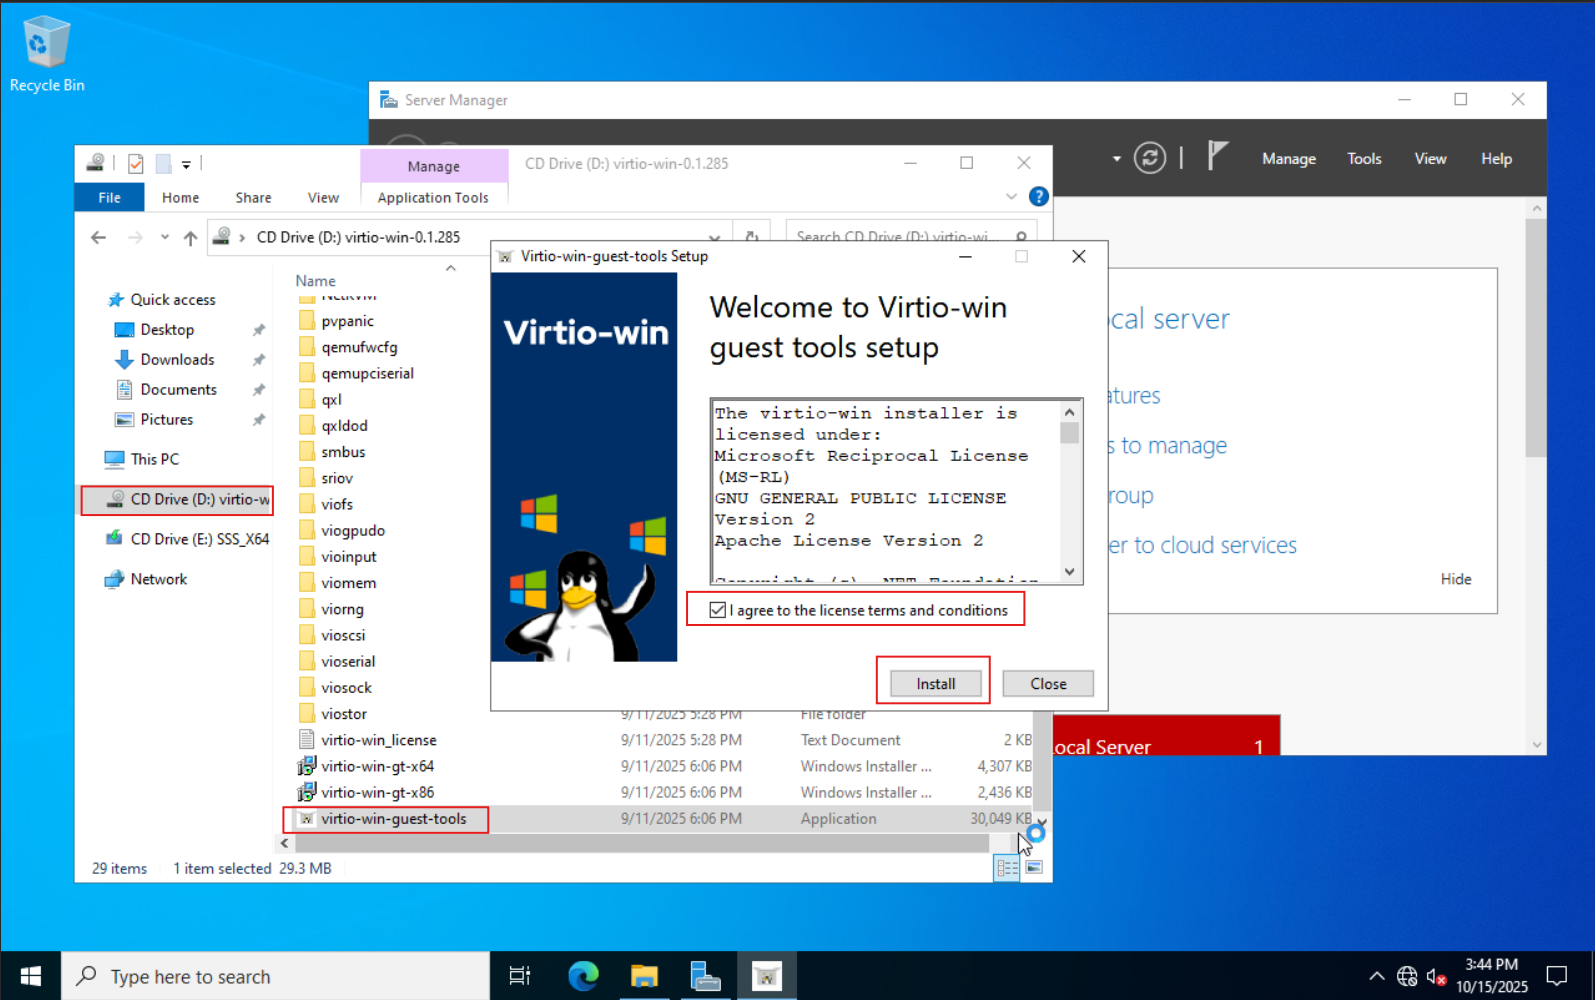 Recycle Bin
Server Manager
Manage
Tools
View
Help
Manage
CD Drive (D:) virtio-win-0.1.285
File
Home
Share
View
Application Tools
CD Drive (D:) virtio-win-0.1.285
Search CD Drive (D:) virtio-wi...
Name
Quick access
Desktop
Downloads
Documents
Pictures
This PC
CD Drive (D:) virtio-w
CD Drive (E:) SSS_X64
Network
NetKVM
pvpanic
qemufwcfg
qemupciserial
qxl
qxldod
smbus
sriov
viofs
viogpudo
vioinput
viomem
viorng
vioscsi
vioserial
viosock
viostor 9/11/2025 5:28 PM File folder
virtio-win_license 9/11/2025 5:28 PM Text Document 2 KB
virtio-win-gt-x64 9/11/2025 6:06 PM Windows Installer ... 4,307 KB
virtio-win-gt-x86 9/11/2025 6:06 PM Windows Installer ... 2,436 KB
virtio-win-guest-tools 9/11/2025 6:06 PM Application 30,049 KB
29 items 1 item selected 29.3 MB
Virtio-win-guest-tools Setup
Virtio-win
Welcome to Virtio-win
guest tools setup
The virtio-win installer is
licensed under:
Microsoft Reciprocal License
(MS-RL)
GNU GENERAL PUBLIC LICENSE
Version 2
Apache License Version 2
Copyright (c) .NET Foundation
I agree to the license terms and conditions
Install
Close
cal server
atures
s to manage
roup
er to cloud services
Hide
ocal Server 1
Type here to search
3:44 PM
10/15/2025